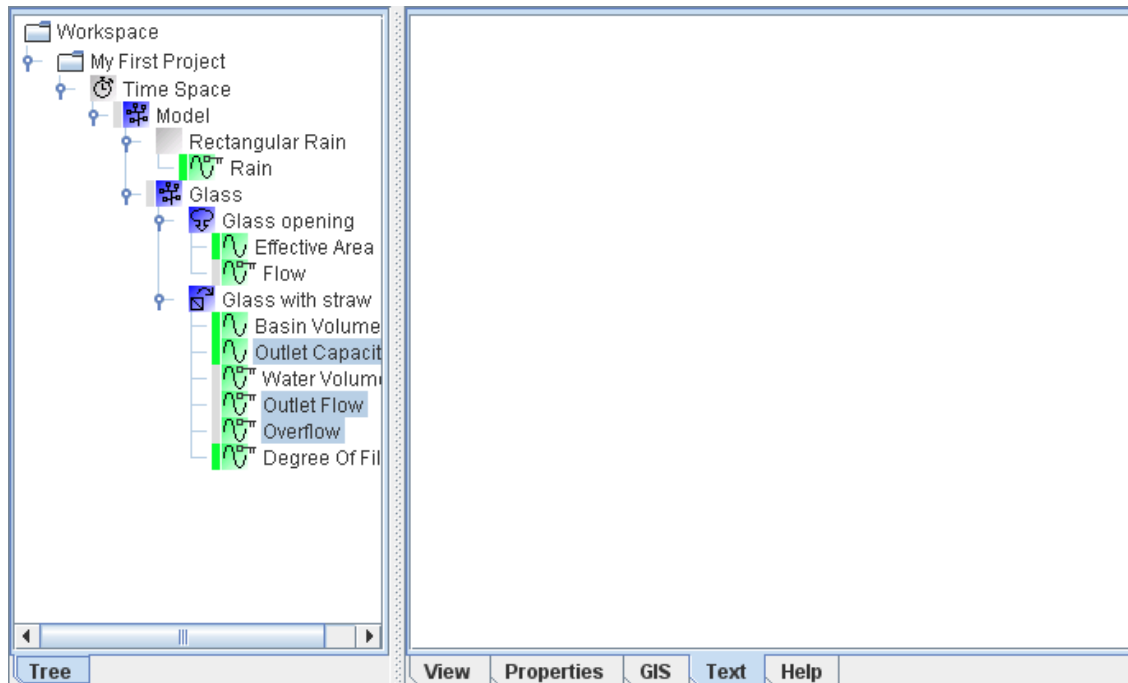 Workspace
My First Project
Time Space
Model
Rectangular Rain
Rain
Glass
Glass opening
Effective Area
Flow
Glass with straw
Basin Volume
Outlet Capacit
Water Volum
Outlet Flow
Overflow
Degree Of Fil
Tree
View Properties GIS Text Help